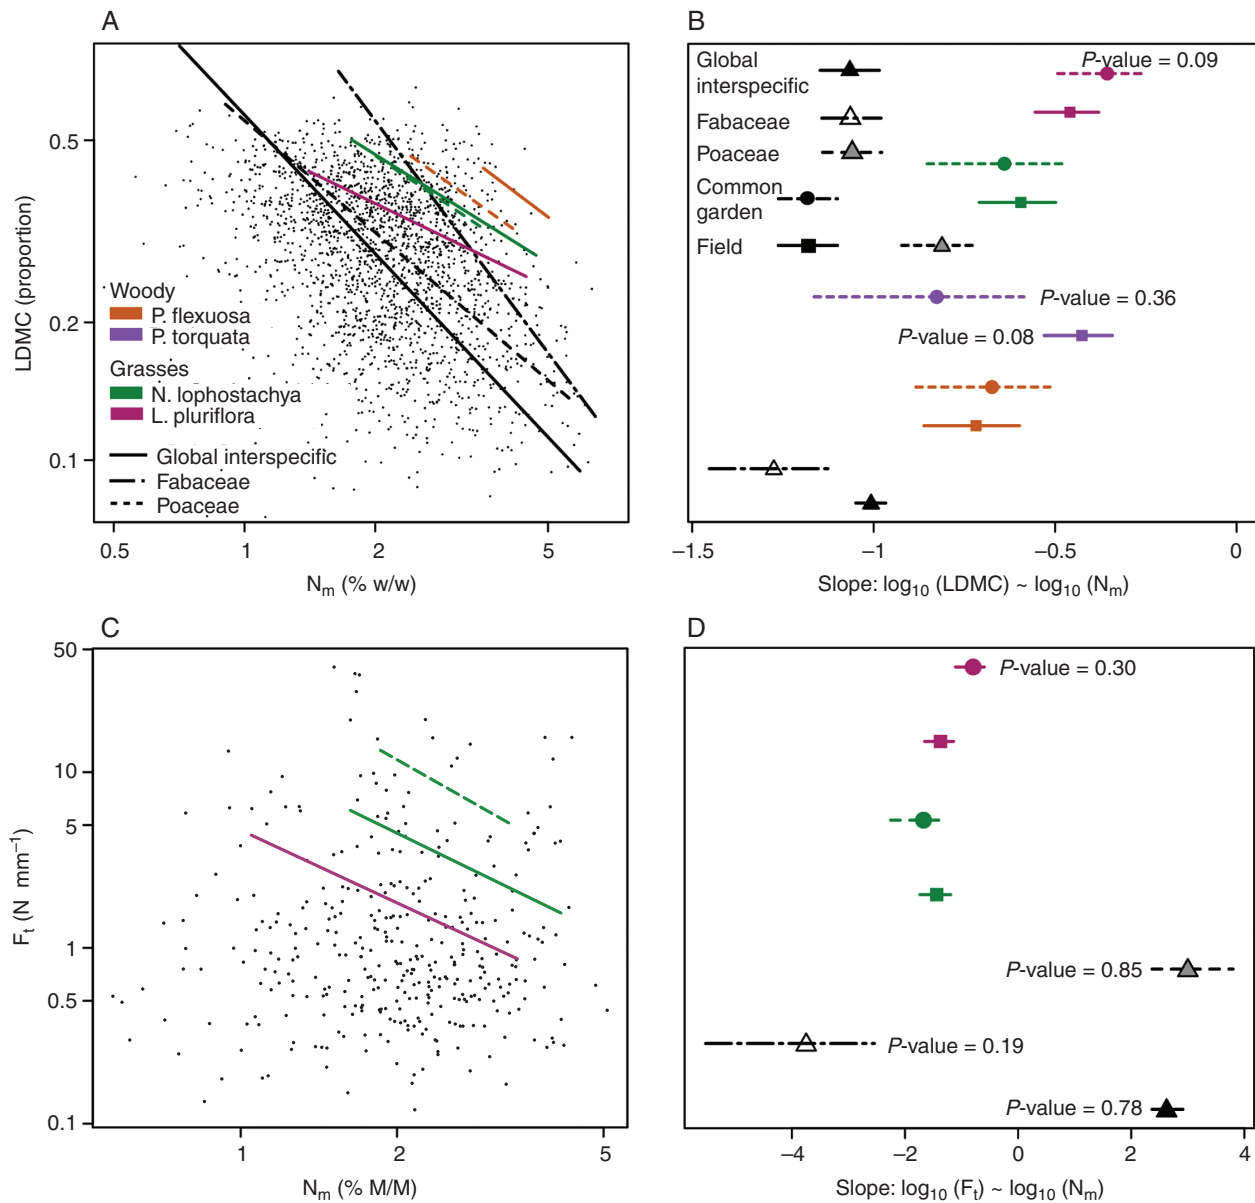 A
LDMC (proportion)
0.5
0.2
0.1
Woody
P. flexuosa
P. torquata
Grasses
N. lophostachya
L. pluriflora
Global interspecific
Fabaceae
Poaceae
0.5 1 2 5
Nm (% w/w)
B
Global
interspecific
Fabaceae
Poaceae
Common
garden
Field
P-value = 0.09
P-value = 0.36
P-value = 0.08
–1.5 –1 –0.5 0
Slope: log10 (LDMC) ~ log10 (Nm)
C
Ft (N mm–1)
50
10
5
1
0.5
0.1
1 2 5
Nm (% M/M)
D
P-value = 0.30
P-value = 0.85
P-value = 0.19
P-value = 0.78
–4 –2 0 2 4
Slope: log10 (Ft) ~ log10 (Nm)